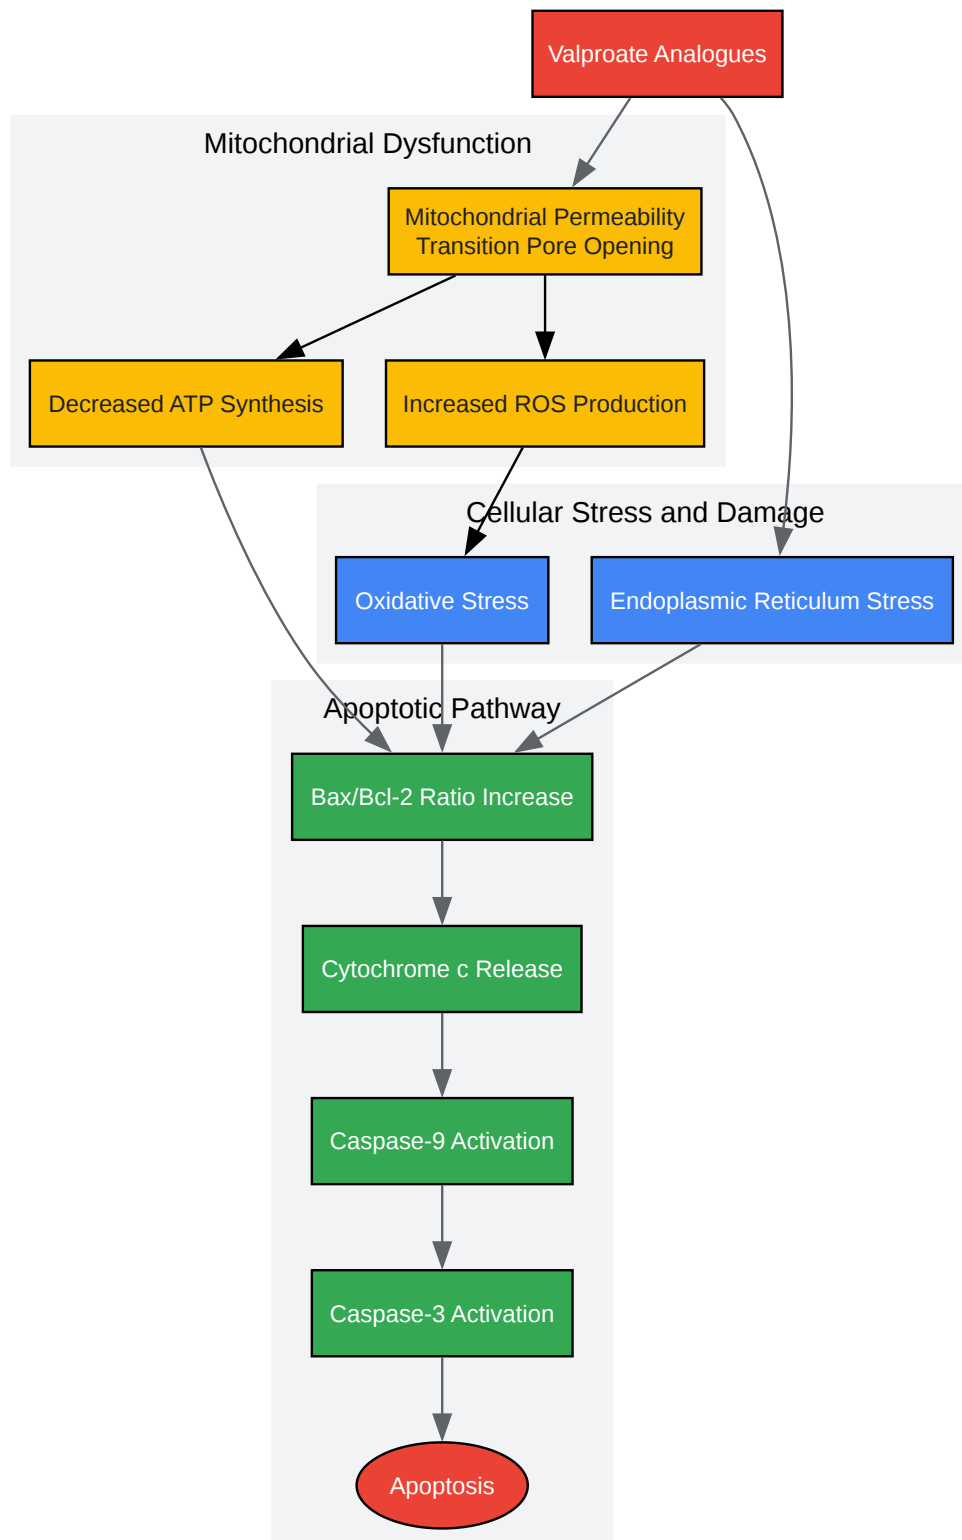 Valproate Analogues
Mitochondrial Dysfunction
Mitochondrial Permeability
Transition Pore Opening
Decreased ATP Synthesis
Increased ROS Production
Cellular Stress and Damage
Oxidative Stress
Endoplasmic Reticulum Stress
Apoptotic Pathway
Bax/Bcl-2 Ratio Increase
Cytochrome c Release
Caspase-9 Activation
Caspase-3 Activation
Apoptosis